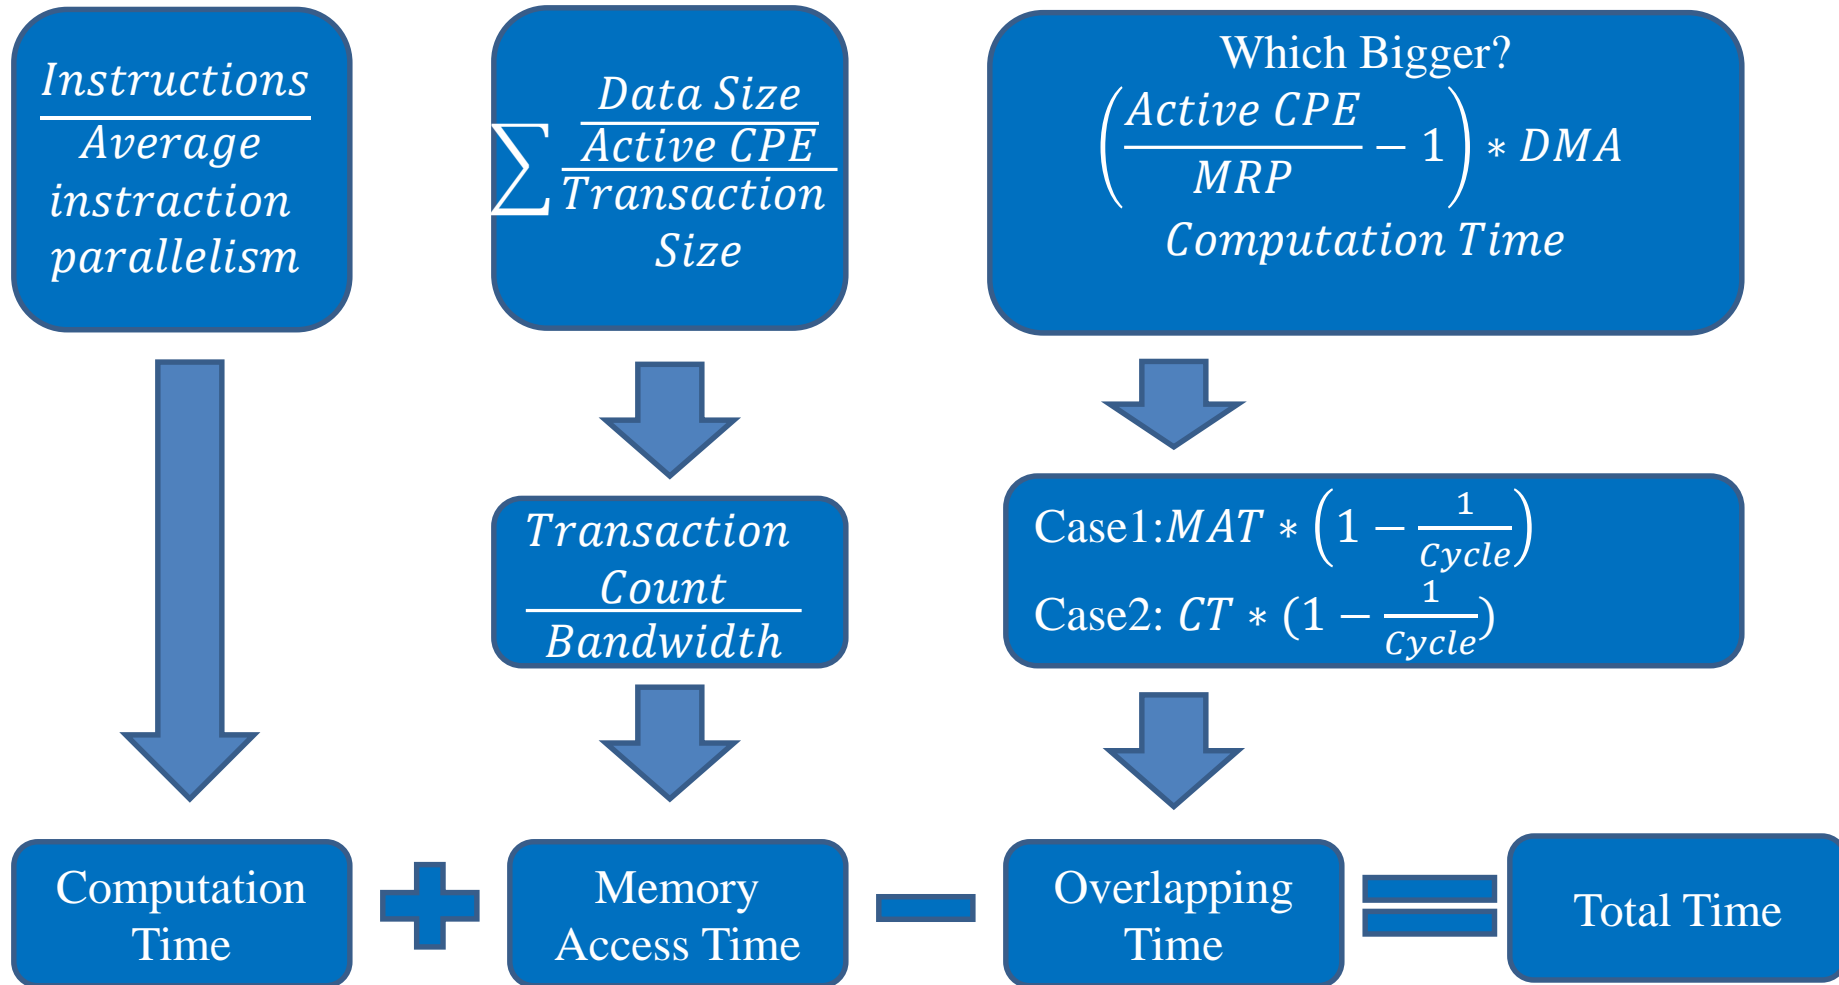 Instructions
Average
instraction
parallelism
∑
Data Size
Active CPE
Transaction
Size
Which Bigger?
(Active CPE / MRP − 1) ∗ DMA
Computation Time
Transaction
Count
Bandwidth
Case1:MAT ∗ (1 − 1 / Cycle)
Case2: CT ∗ (1 − 1 / Cycle)
Computation
Time
+
Memory
Access Time
−
Overlapping
Time
=
Total Time